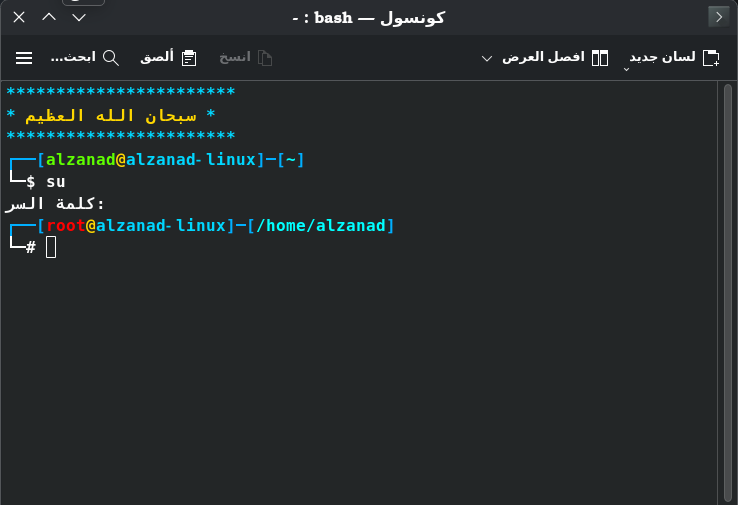 كونسول — bash : -
لسان جديد
افصل العرض
انسخ
ألصق
ابحث...
***********************
* سبحان الله العظيم *
***********************
┌──[alzanad@alzanad-linux]─[~]
└─$ su
كلمة السر:
┌──[root@alzanad-linux]─[/home/alzanad]
└─#